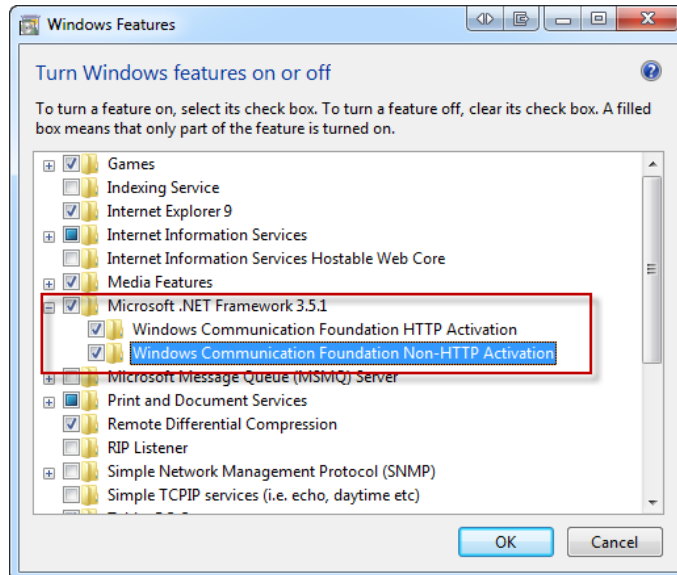 Windows Features
Turn Windows features on or off
To turn a feature on, select its check box. To turn a feature off, clear its check box. A filled
box means that only part of the feature is turned on.
Games
Indexing Service
Internet Explorer 9
Internet Information Services
Internet Information Services Hostable Web Core
Media Features
Microsoft .NET Framework 3.5.1
Windows Communication Foundation HTTP Activation
Windows Communication Foundation Non-HTTP Activation
Microsoft Message Queue (MSMQ) Server
Print and Document Services
Remote Differential Compression
RIP Listener
Simple Network Management Protocol (SNMP)
Simple TCPIP services (i.e. echo, daytime etc)
OK Cancel